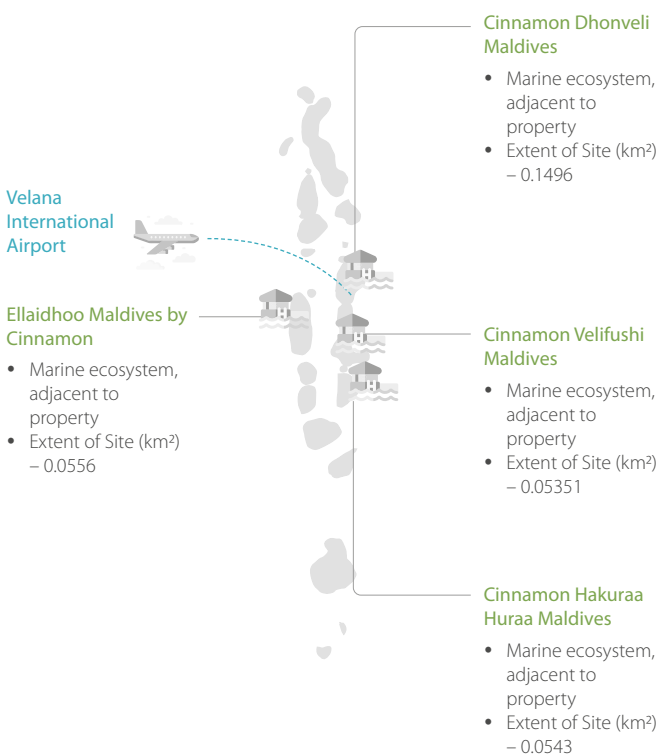 Cinnamon Dhonveli
Maldives
• Marine ecosystem,
adjacent to
property
• Extent of Site (km²)
– 0.1496
Velana
International
Airport
Ellaidhoo Maldives by
Cinnamon
• Marine ecosystem,
adjacent to
property
• Extent of Site (km²)
– 0.0556
Cinnamon Velifushi
Maldives
• Marine ecosystem,
adjacent to
property
• Extent of Site (km²)
– 0.05351
Cinnamon Hakuraa
Huraa Maldives
• Marine ecosystem,
adjacent to
property
• Extent of Site (km²)
– 0.0543